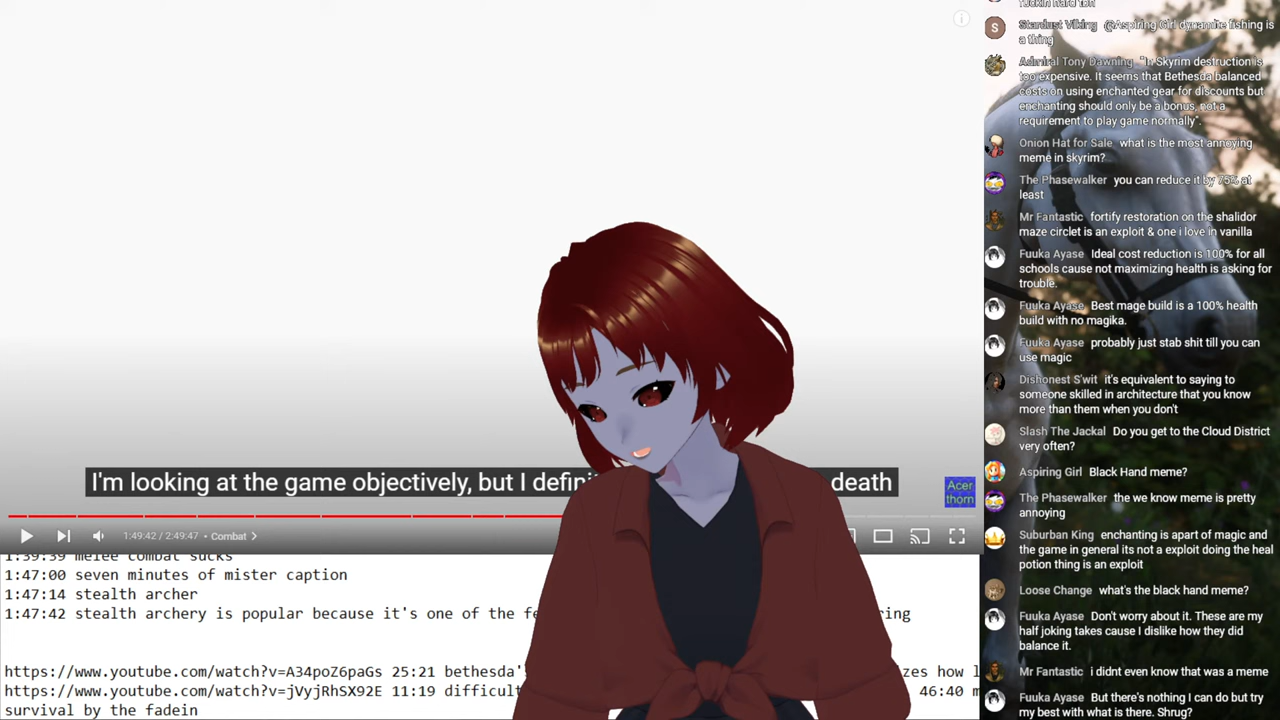 I'm looking at the game objectively, but I defini
death
Acer
thorn
1:49:42 / 2:49:47 • Combat >
1:39:39 melee combat sucks
1:47:00 seven minutes of mister caption
1:47:14 stealth archer
1:47:42 stealth archery is popular because it's one of the fe
ring
https://www.youtube.com/watch?v=A34poZ6paGs 25:21 bethesda'
izes how l
https://www.youtube.com/watch?v=jVyjRhSX92E 11:19 difficult
46:40 m
survival by the fadein
fuckin hard tbh
Stardust Viking @Aspiring Girl dynamite fishing is
a thing
Admiral Tony Dawning "In Skyrim destruction is
too expensive. It seems that Bethesda balanced
costs on using enchanted gear for discounts but
enchanting should only be a bonus, not a
requirement to play game normally".
Onion Hat for Sale what is the most annoying
meme in skyrim?
The Phasewalker you can reduce it by 75% at
least
Mr Fantastic fortify restoration on the shalidor
maze circlet is an exploit & one i love in vanilla
Fuuka Ayase Ideal cost reduction is 100% for all
schools cause not maximizing health is asking for
trouble.
Fuuka Ayase Best mage build is a 100% health
build with no magika.
Fuuka Ayase probably just stab shit till you can
use magic
Dishonest S'wit it's equivalent to saying to
someone skilled in architecture that you know
more than them when you don't
Slash The Jackal Do you get to the Cloud District
very often?
Aspiring Girl Black Hand meme?
The Phasewalker the we know meme is pretty
annoying
Suburban King enchanting is apart of magic and
the game in general its not a exploit doing the heal
potion thing is an exploit
Loose Change what's the black hand meme?
Fuuka Ayase Don't worry about it. These are my
half joking takes cause I dislike how they did
balance it.
Mr Fantastic i didnt even know that was a meme
Fuuka Ayase But there's nothing I can do but try
my best with what is there. Shrug?